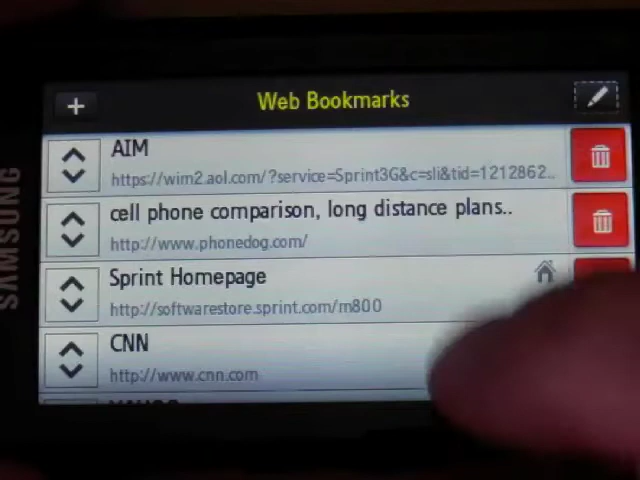 SAMSUNG
Web Bookmarks
AIM
https://wim2.aol.com/?service=Sprint3G&c=sli&tid=1212862..
cell phone comparison, long distance plans..
http://www.phonedog.com/
Sprint Homepage
http://softwarestore.sprint.com/m800
CNN
http://www.cnn.com